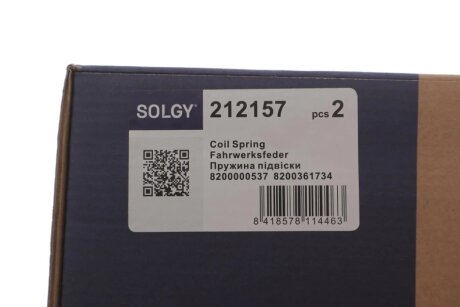 SOLGY 212157 pcs 2
Coil Spring
Fahrwerksfeder
Пружина підвіски
8200000537 8200361734
8 418578 114463